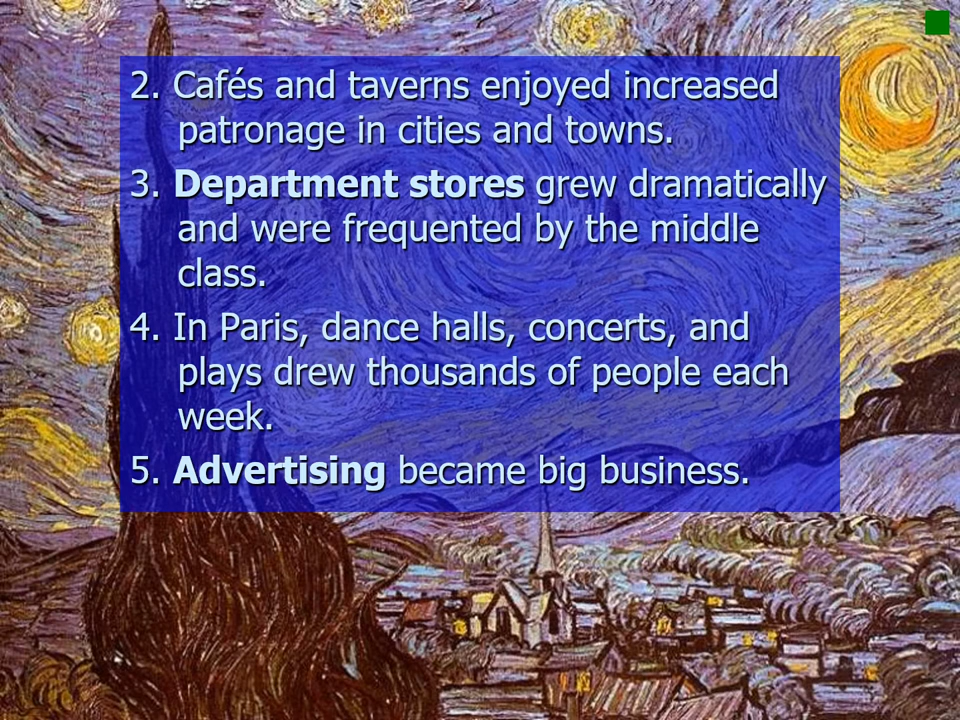 2. Cafés and taverns enjoyed increased
patronage in cities and towns.
3. Department stores grew dramatically
and were frequented by the middle
class.
4. In Paris, dance halls, concerts, and
plays drew thousands of people each
week.
5. Advertising became big business.